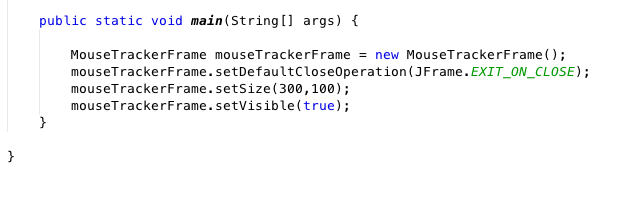 public static void main(String[] args) {
MouseTrackerFrame mouseTrackerFrame = new MouseTrackerFrame();
mouseTrackerFrame.setDefaultCloseOperation(JFrame.EXIT_ON_CLOSE);
mouseTrackerFrame.setSize(300,100);
mouseTrackerFrame.setVisible(true);
}
}